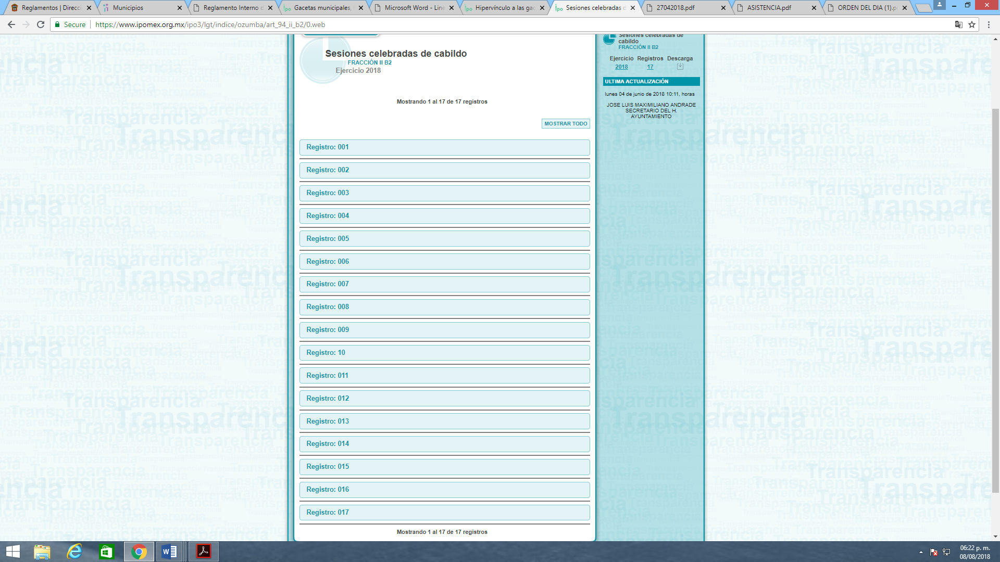 Reglamentos | Direcci
Municipios
Reglamento Interno d
Gacetas municipales,
Microsoft Word - Line
Hipervínculo a las gac
Sesiones celebradas d
27042018.pdf
ASISTENCIA.pdf
ORDEN DEL DIA (1).p
Secure
https://www.ipomex.org.mx/ipo3/lgt/indice/ozumba/art_94_ii_b2/0.web
Sesiones celebradas de cabildo
FRACCIÓN II B2
Ejercicio 2018
Mostrando 1 al 17 de 17 registros
MOSTRAR TODO
Registro: 001
Registro: 002
Registro: 003
Registro: 004
Registro: 005
Registro: 006
Registro: 007
Registro: 008
Registro: 009
Registro: 10
Registro: 011
Registro: 012
Registro: 013
Registro: 014
Registro: 015
Registro: 016
Registro: 017
Mostrando 1 al 17 de 17 registros
Sesiones celebradas de
cabildo
FRACCIÓN II B2
Ejercicio Registros Descarga
2018 17
ULTIMA ACTUALIZACIÓN
lunes 04 de junio de 2018 10:11, horas
JOSE LUIS MAXIMILIANO ANDRADE
SECRETARIO DEL H.
AYUNTAMIENTO
Transparencia
06:22 p. m.
08/08/2018